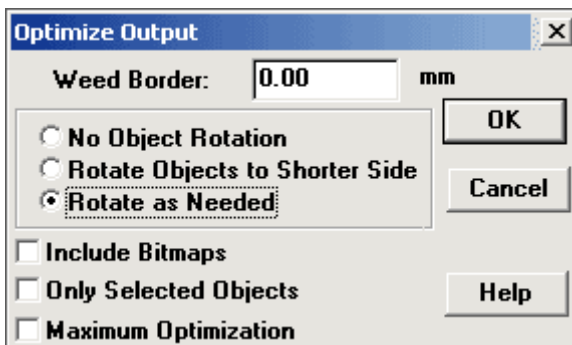 Optimize Output
Weed Border: 0.00 mm
No Object Rotation
Rotate Objects to Shorter Side
Rotate as Needed
OK
Cancel
Include Bitmaps
Only Selected Objects
Maximum Optimization
Help